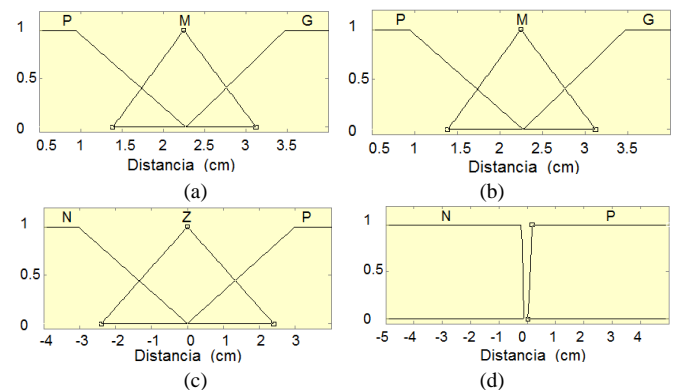 P M G
1
0.5
0
0.5 1 1.5 2 2.5 3 3.5
Distancia (cm)
(a)
P M G
1
0.5
0
0.5 1 1.5 2 2.5 3 3.5
Distancia (cm)
(b)
N Z P
1
0.5
0
-4 -3 -2 -1 0 1 2 3
Distancia (cm)
(c)
N P
1
0.5
0
-5 -4 -3 -2 -1 0 1 2 3 4
Distancia (cm)
(d)